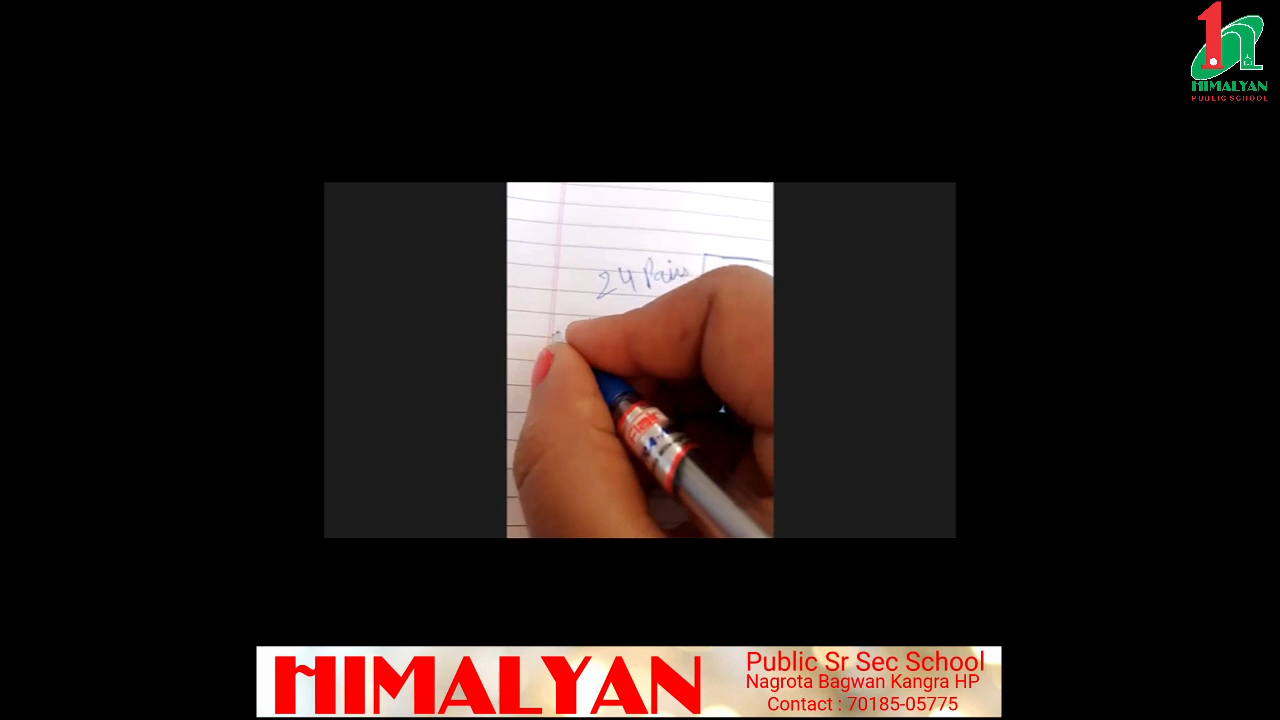 HIMALYAN
PUBLIC SCHOOL
24 Pairs
HIMALYAN
Public Sr Sec School
Nagrota Bagwan Kangra HP
Contact : 70185-05775